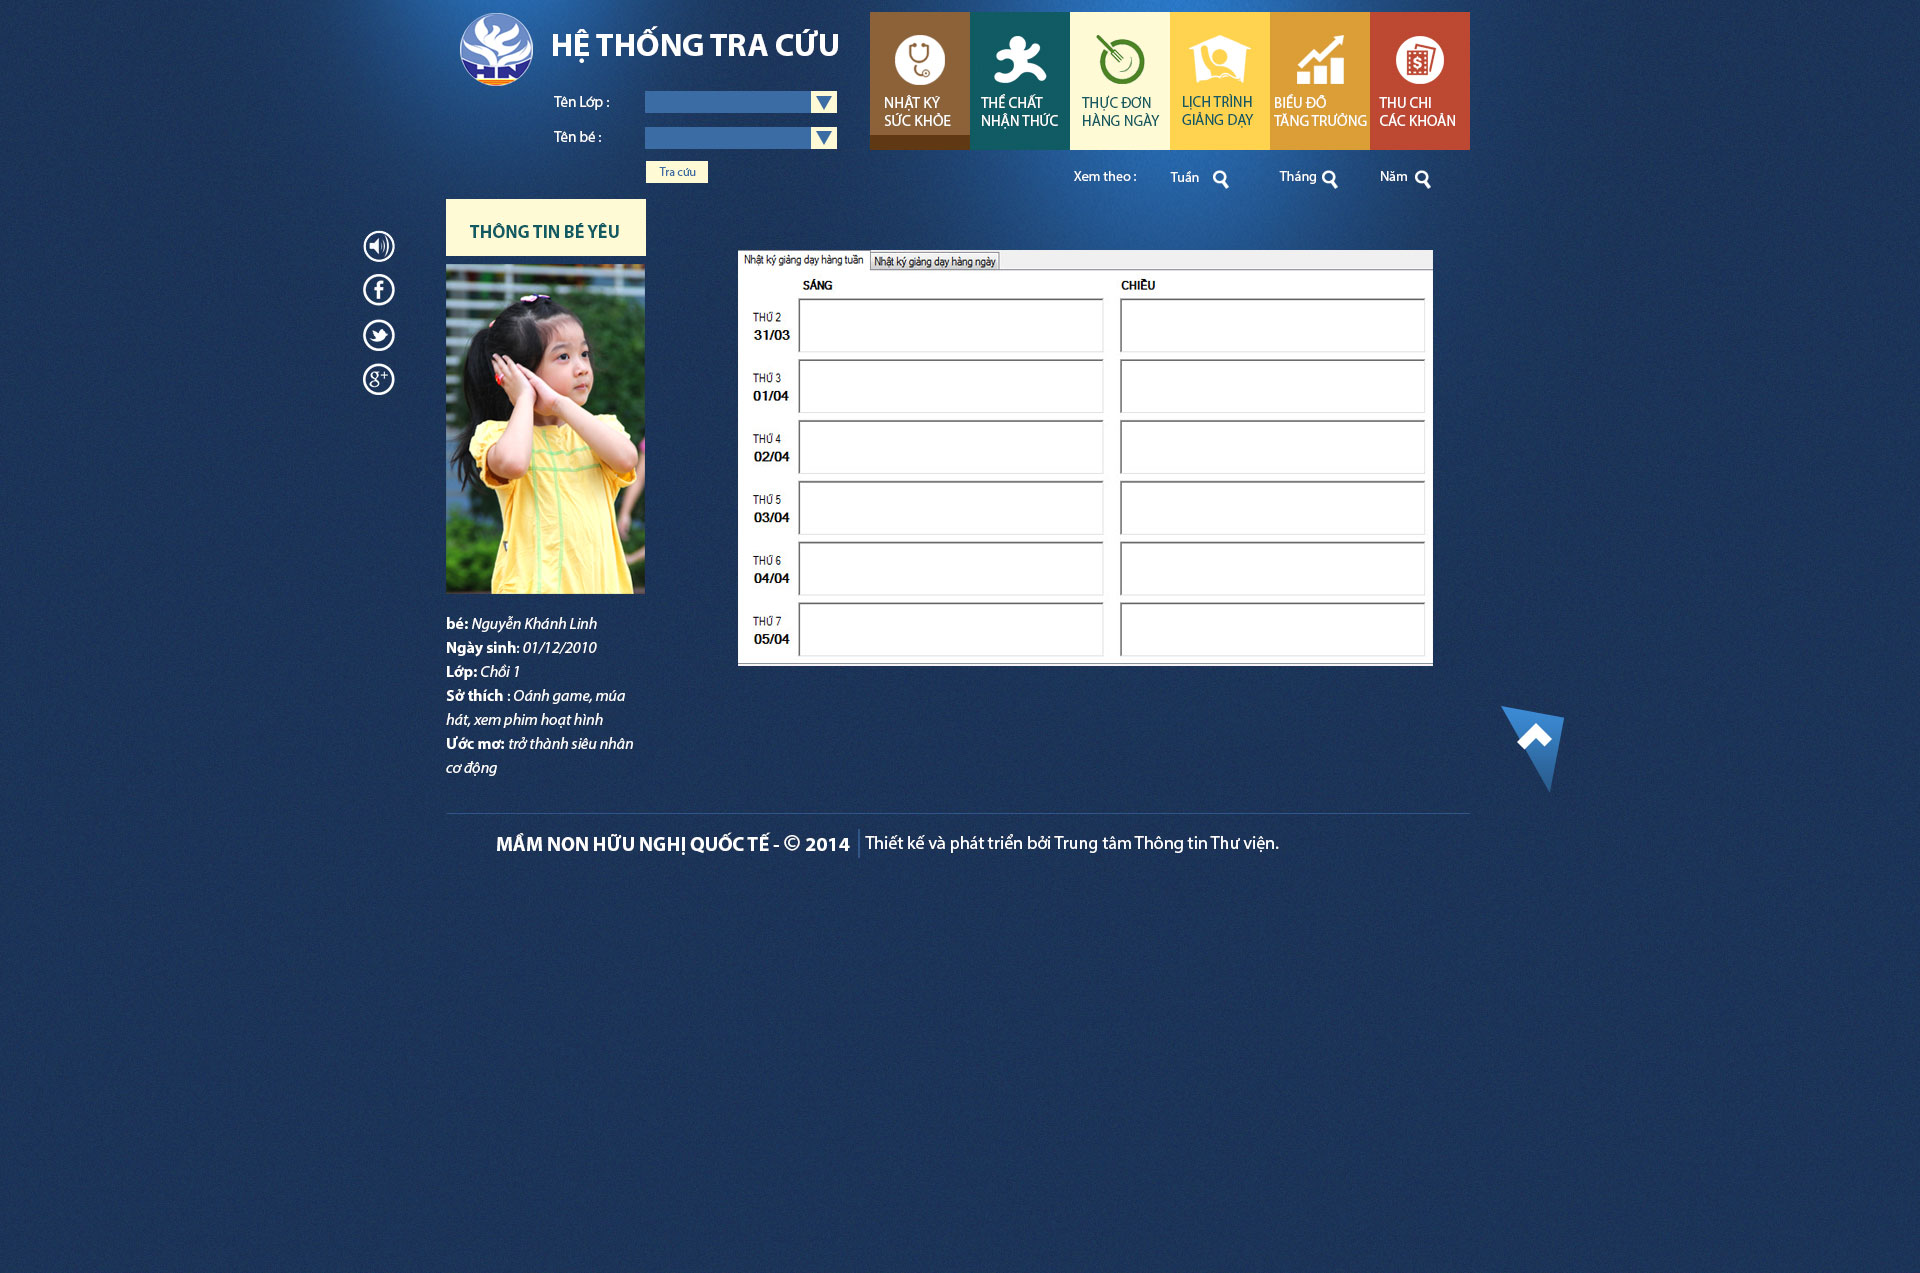 HN
HỆ THỐNG TRA CỨU
Tên Lớp :
Tên bé :
Tra cứu
NHẬT KÝ
SỨC KHỎE
THỂ CHẤT
NHẬN THỨC
THỰC ĐƠN
HÀNG NGÀY
LỊCH TRÌNH
GIẢNG DẠY
BIỂU ĐỒ
TĂNG TRƯỞNG
THU CHI
CÁC KHOẢN
Xem theo :
Tuần
Tháng
Năm
THÔNG TIN BÉ YÊU
bé: Nguyễn Khánh Linh
Ngày sinh: 01/12/2010
Lớp: Chồi 1
Sở thích : Oánh game, múa
hát, xem phim hoạt hình
Ước mơ: trở thành siêu nhân
cơ động
Nhật ký giảng dạy hàng tuần
Nhật ký giảng dạy hàng ngày
SÁNG
CHIỀU
THỨ 2
31/03
THỨ 3
01/04
THỨ 4
02/04
THỨ 5
03/04
THỨ 6
04/04
THỨ 7
05/04
MẦM NON HỮU NGHỊ QUỐC TẾ - © 2014
Thiết kế và phát triển bởi Trung tâm Thông tin Thư viện.